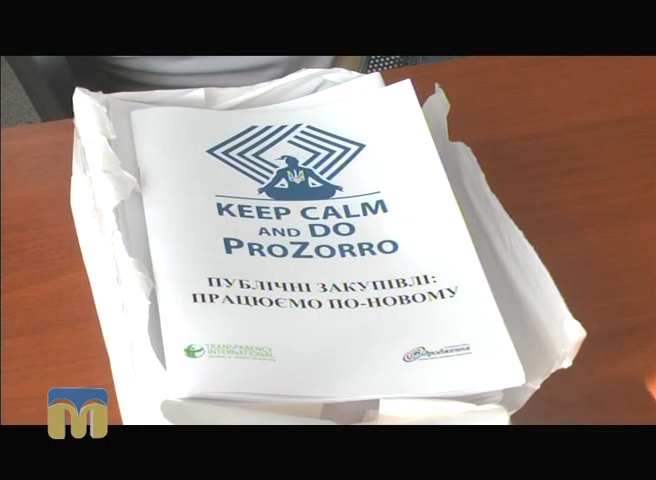 KEEP CALM
AND DO
PROZORRO
ПУБЛІЧНІ ЗАКУПІВЛІ:
ПРАЦЮЄМО ПО-НОВОМУ
TRANSPARENCY
INTERNATIONAL